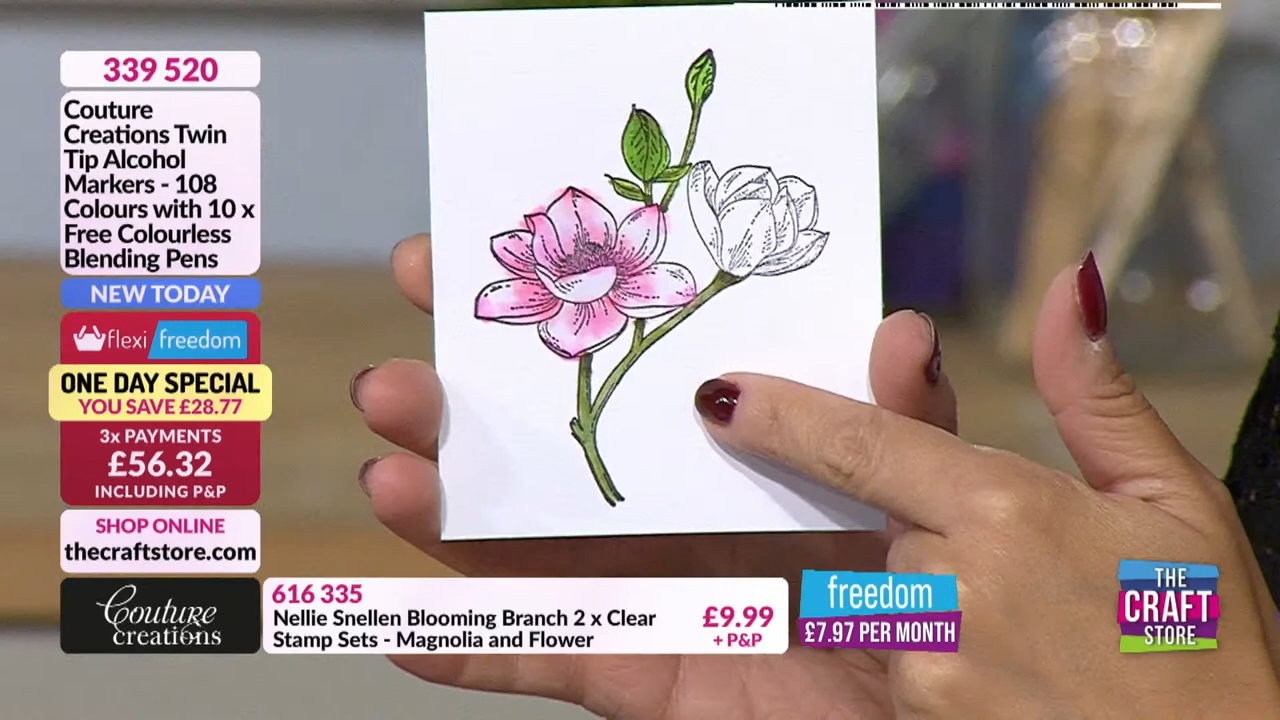 339 520
Couture
Creations Twin
Tip Alcohol
Markers - 108
Colours with 10 x
Free Colourless
Blending Pens
NEW TODAY
flexi freedom
ONE DAY SPECIAL
YOU SAVE £28.77
3x PAYMENTS
£56.32
INCLUDING P&P
SHOP ONLINE
thecraftstore.com
Couture
creations
616 335
Nellie Snellen Blooming Branch 2 x Clear
Stamp Sets - Magnolia and Flower
£9.99
+ P&P
freedom
£7.97 PER MONTH
THE
CRAFT
STORE